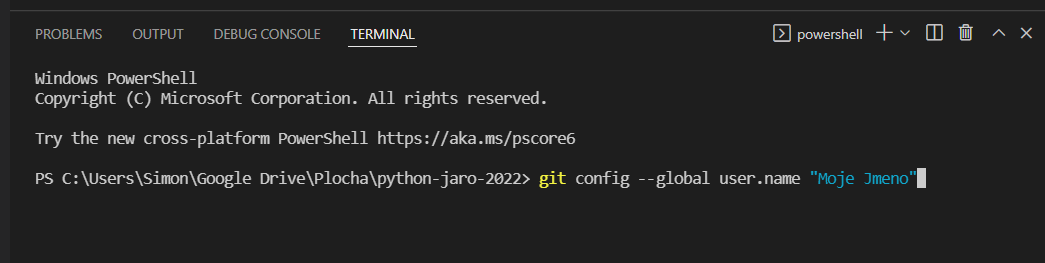 PROBLEMS OUTPUT DEBUG CONSOLE TERMINAL powershell
Windows PowerShell
Copyright (C) Microsoft Corporation. All rights reserved.
Try the new cross-platform PowerShell https://aka.ms/pscore6
PS C:\Users\Simon\Google Drive\Plocha\python-jaro-2022> git config --global user.name "Moje Jmeno"